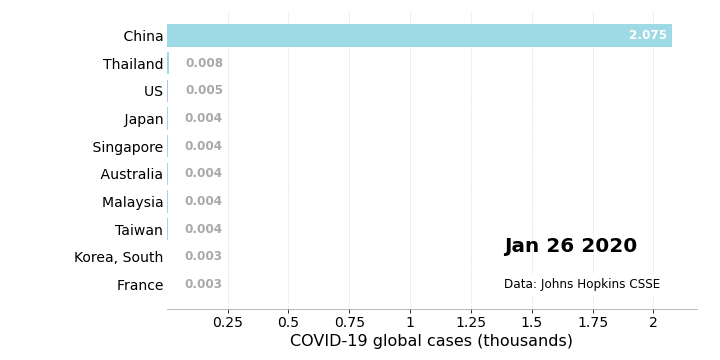 China 2.075
Thailand 0.008
US 0.005
Japan 0.004
Singapore 0.004
Australia 0.004
Malaysia 0.004
Taiwan 0.004
Korea, South 0.003
France 0.003
Jan 26 2020
Data: Johns Hopkins CSSE
0.25 0.5 0.75 1 1.25 1.5 1.75 2
COVID-19 global cases (thousands)